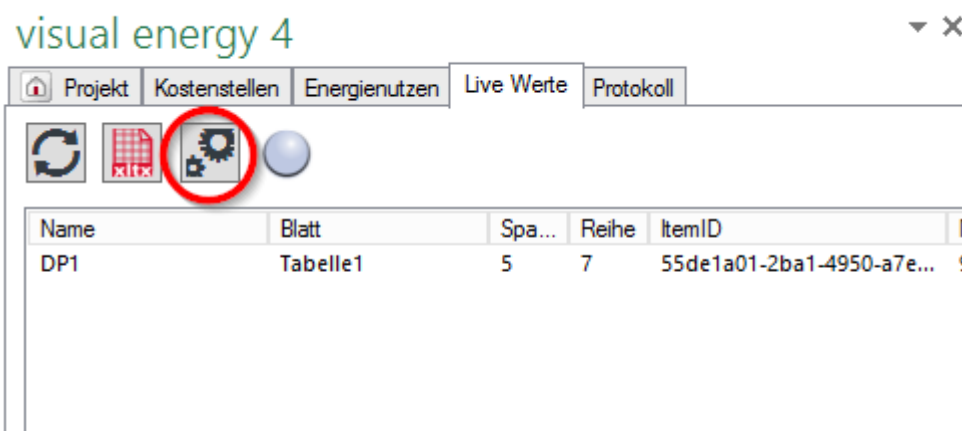 visual energy 4
Projekt Kostenstellen Energienutzen Live Werte Protokoll
xltx
Name Blatt Spa... Reihe ItemID
DP1 Tabelle1 5 7 55de1a01-2ba1-4950-a7e...